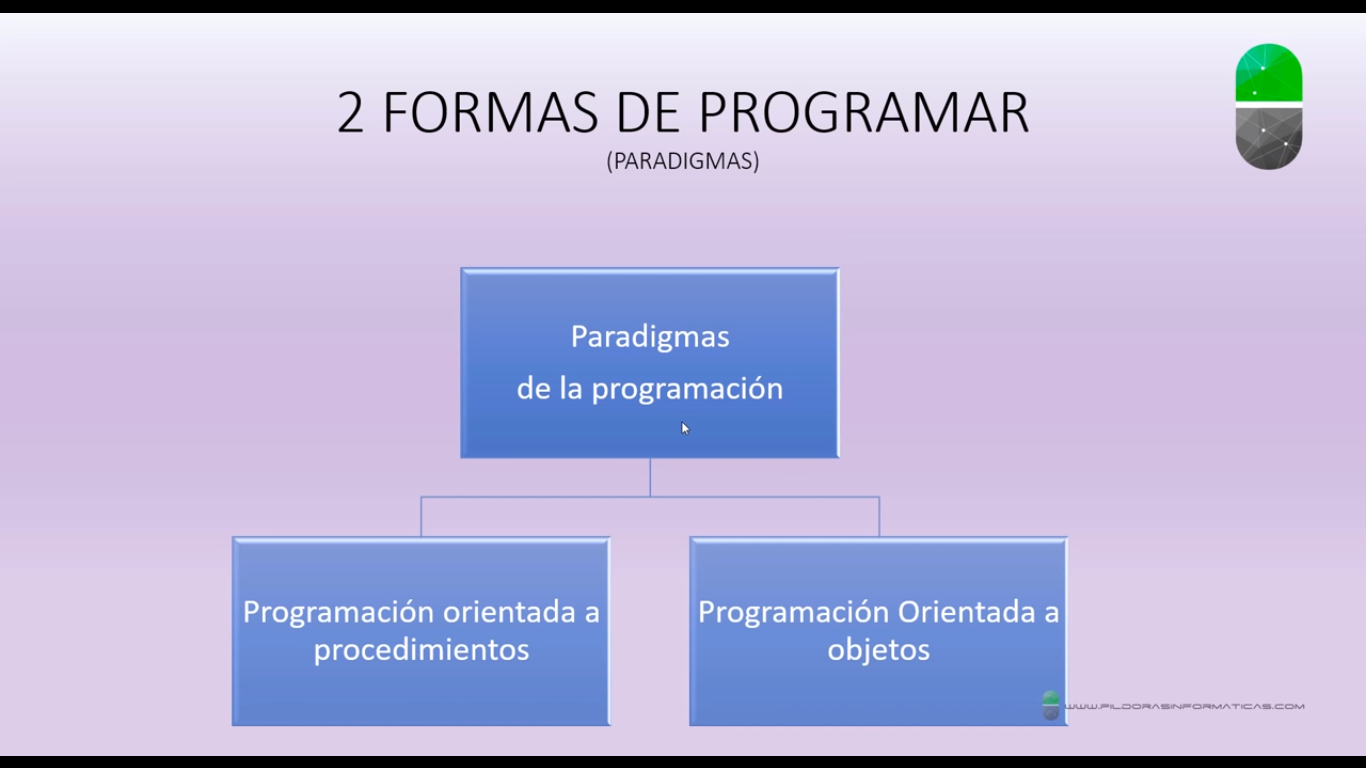 2 FORMAS DE PROGRAMAR
(PARADIGMAS)
Paradigmas
de la programación
Programación orientada a
procedimientos
Programación Orientada a
objetos
WWW.PILDORASINFORMATICAS.COM